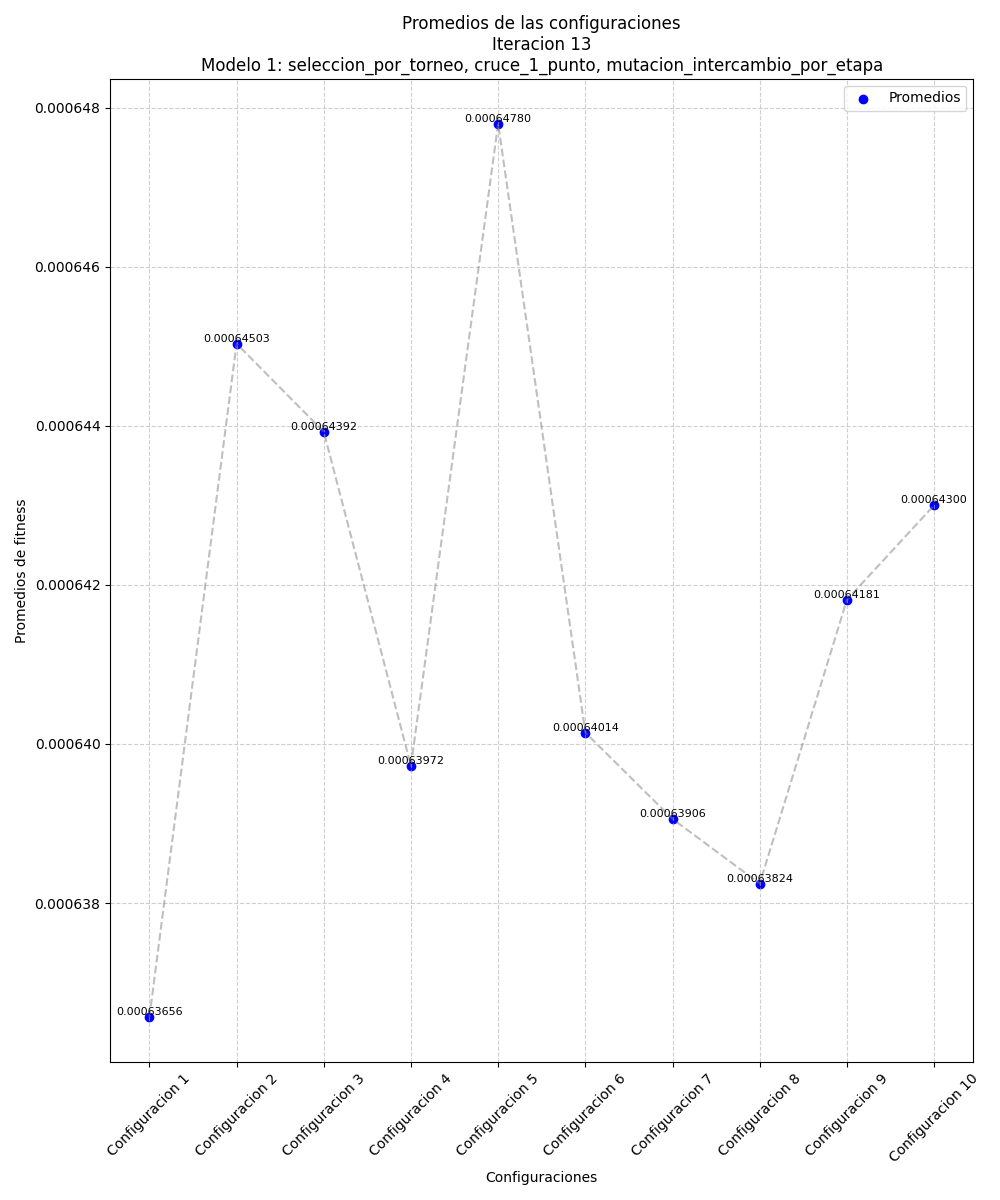 Promedios de las configuraciones
Iteracion 13
Modelo 1: seleccion_por_torneo, cruce_1_punto, mutacion_intercambio_por_etapa
Promedios
0.000648
0.000646
0.000644
0.000642
0.000640
0.000638
Promedios de fitness
0.00063656
0.00064503
0.00064392
0.00063972
0.00064780
0.00064014
0.00063906
0.00063824
0.00064181
0.00064300
Configuracion 1
Configuracion 2
Configuracion 3
Configuracion 4
Configuracion 5
Configuracion 6
Configuracion 7
Configuracion 8
Configuracion 9
Configuracion 10
Configuraciones